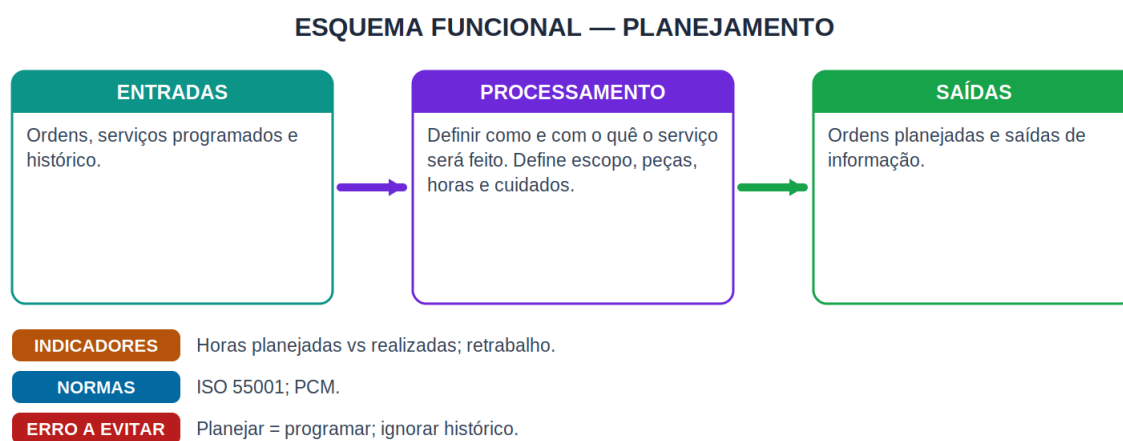 ESQUEMA FUNCIONAL — PLANEJAMENTO
ENTRADAS
Ordens, serviços programados e
histórico.
PROCESSAMENTO
Definir como e com o quê o serviço
será feito. Define escopo, peças,
horas e cuidados.
SAÍDAS
Ordens planejadas e saídas de
informação.
INDICADORES Horas planejadas vs realizadas; retrabalho.
NORMAS ISO 55001; PCM.
ERRO A EVITAR Planejar = programar; ignorar histórico.